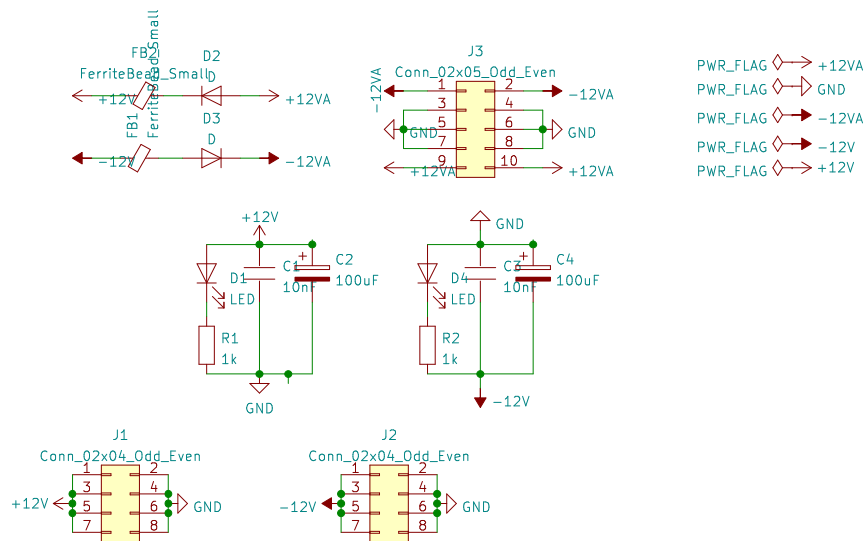 FB2
FerriteBead_Small
+12V
D2
D
+12VA
FB1
FerriteBead_Small
-12V
D3
D
-12VA
J3
Conn_02x05_Odd_Even
-12VA
1
2
-12VA
3
4
GND
5
6
GND
7
8
+12VA
9
10
+12VA
PWR_FLAG
+12VA
PWR_FLAG
GND
PWR_FLAG
-12VA
PWR_FLAG
-12V
PWR_FLAG
+12V
+12V
D1
LED
C1
10nF
+
C2
100uF
R1
1k
GND
GND
D4
LED
C3
10nF
+
C4
100uF
R2
1k
-12V
J1
Conn_02x04_Odd_Even
1
2
3
4
+12V
5
6
GND
7
8
J2
Conn_02x04_Odd_Even
1
2
3
4
-12V
5
6
GND
7
8